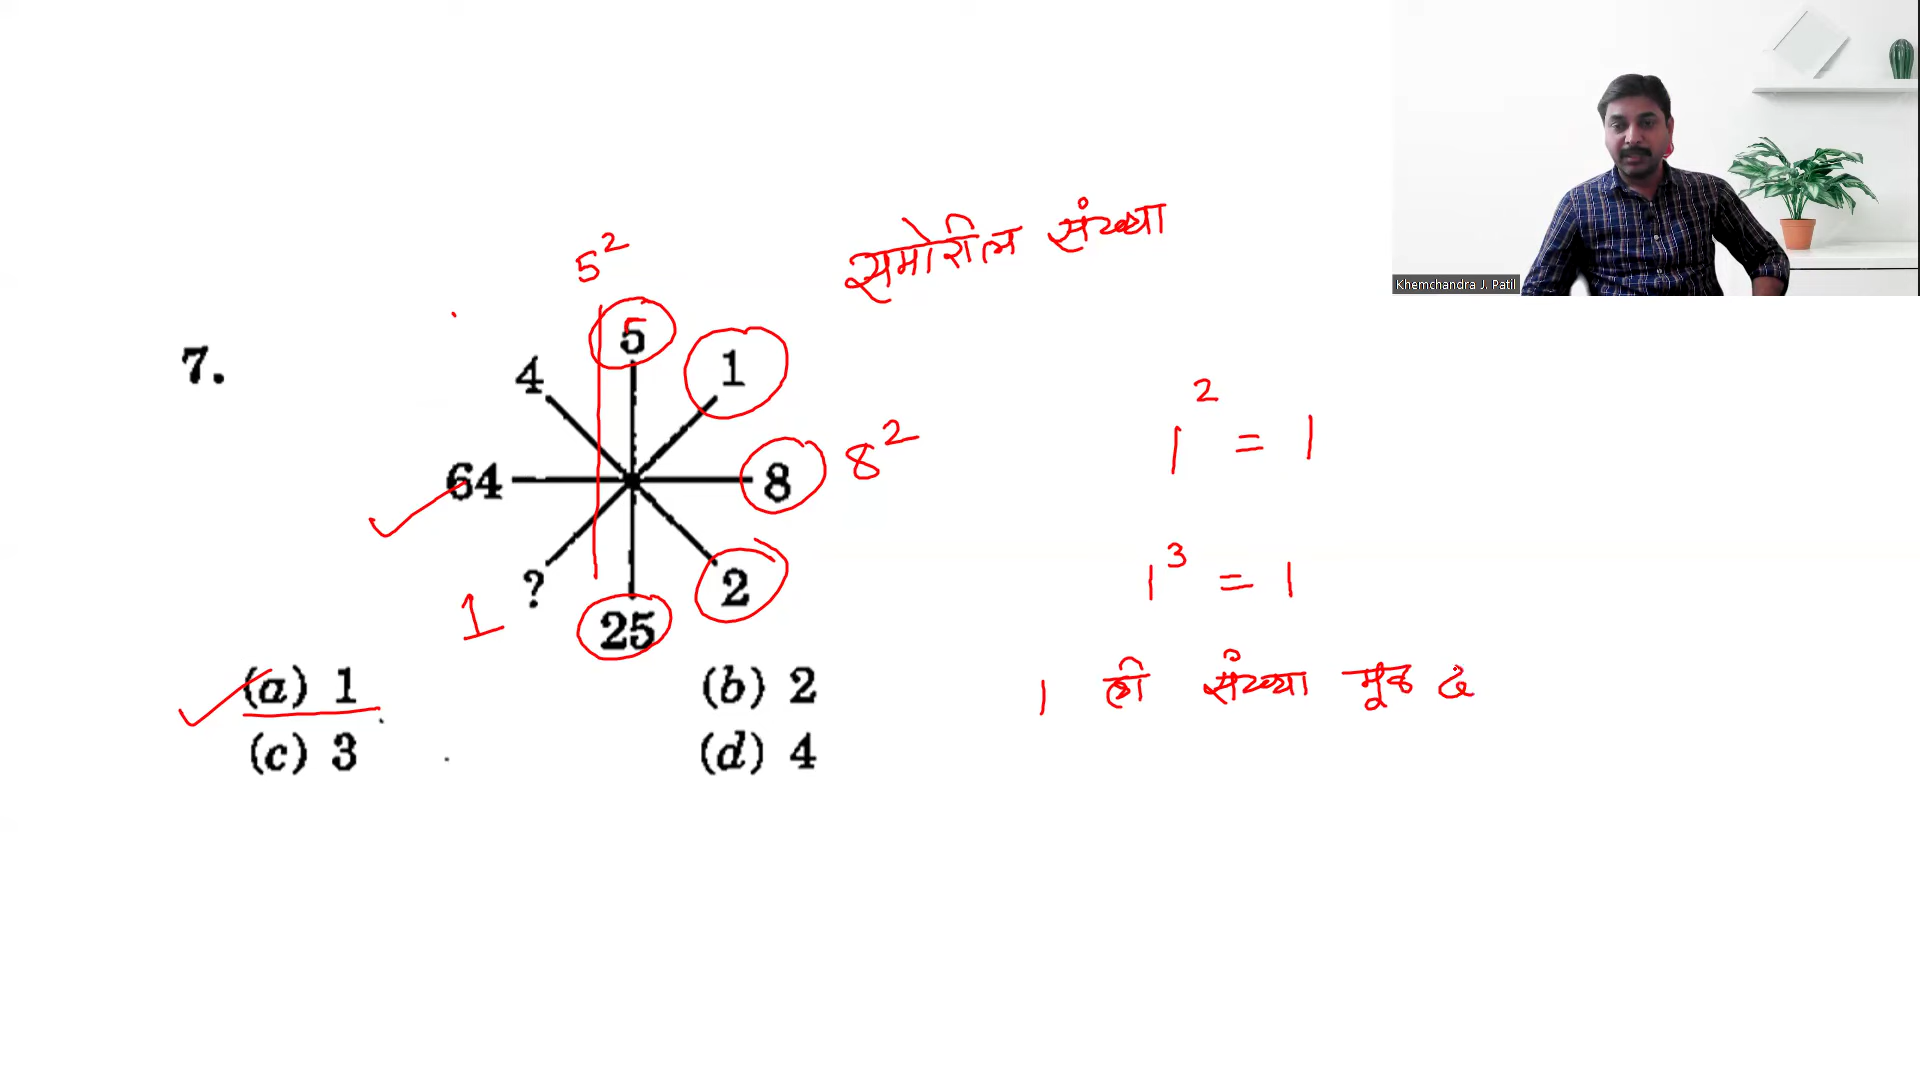 Khemchandra J. Patil
समोरील संख्या
5²
7.
5
4
1
64
8
8²
?
2
1
25
1² = 1
1³ = 1
1 ही संख्या मूळ
(a) 1
(b) 2
(c) 3
(d) 4